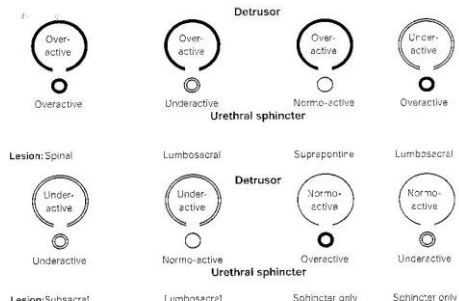 Detrusor
Over-
active
Over-
active
Over-
active
Under-
active
Overactive
Underactive
Normo-active
Overactive
Urethral sphincter
Lesion: Spinal
Lumbosacral
Suprapontine
Lumbosacral
Detrusor
Under-
active
Under-
active
Normo-
active
Normo-
active
Underactive
Normo-active
Overactive
Underactive
Urethral sphincter
Lesion: Subsacral
Lumbosacral
Sphincter only
Sphincter only